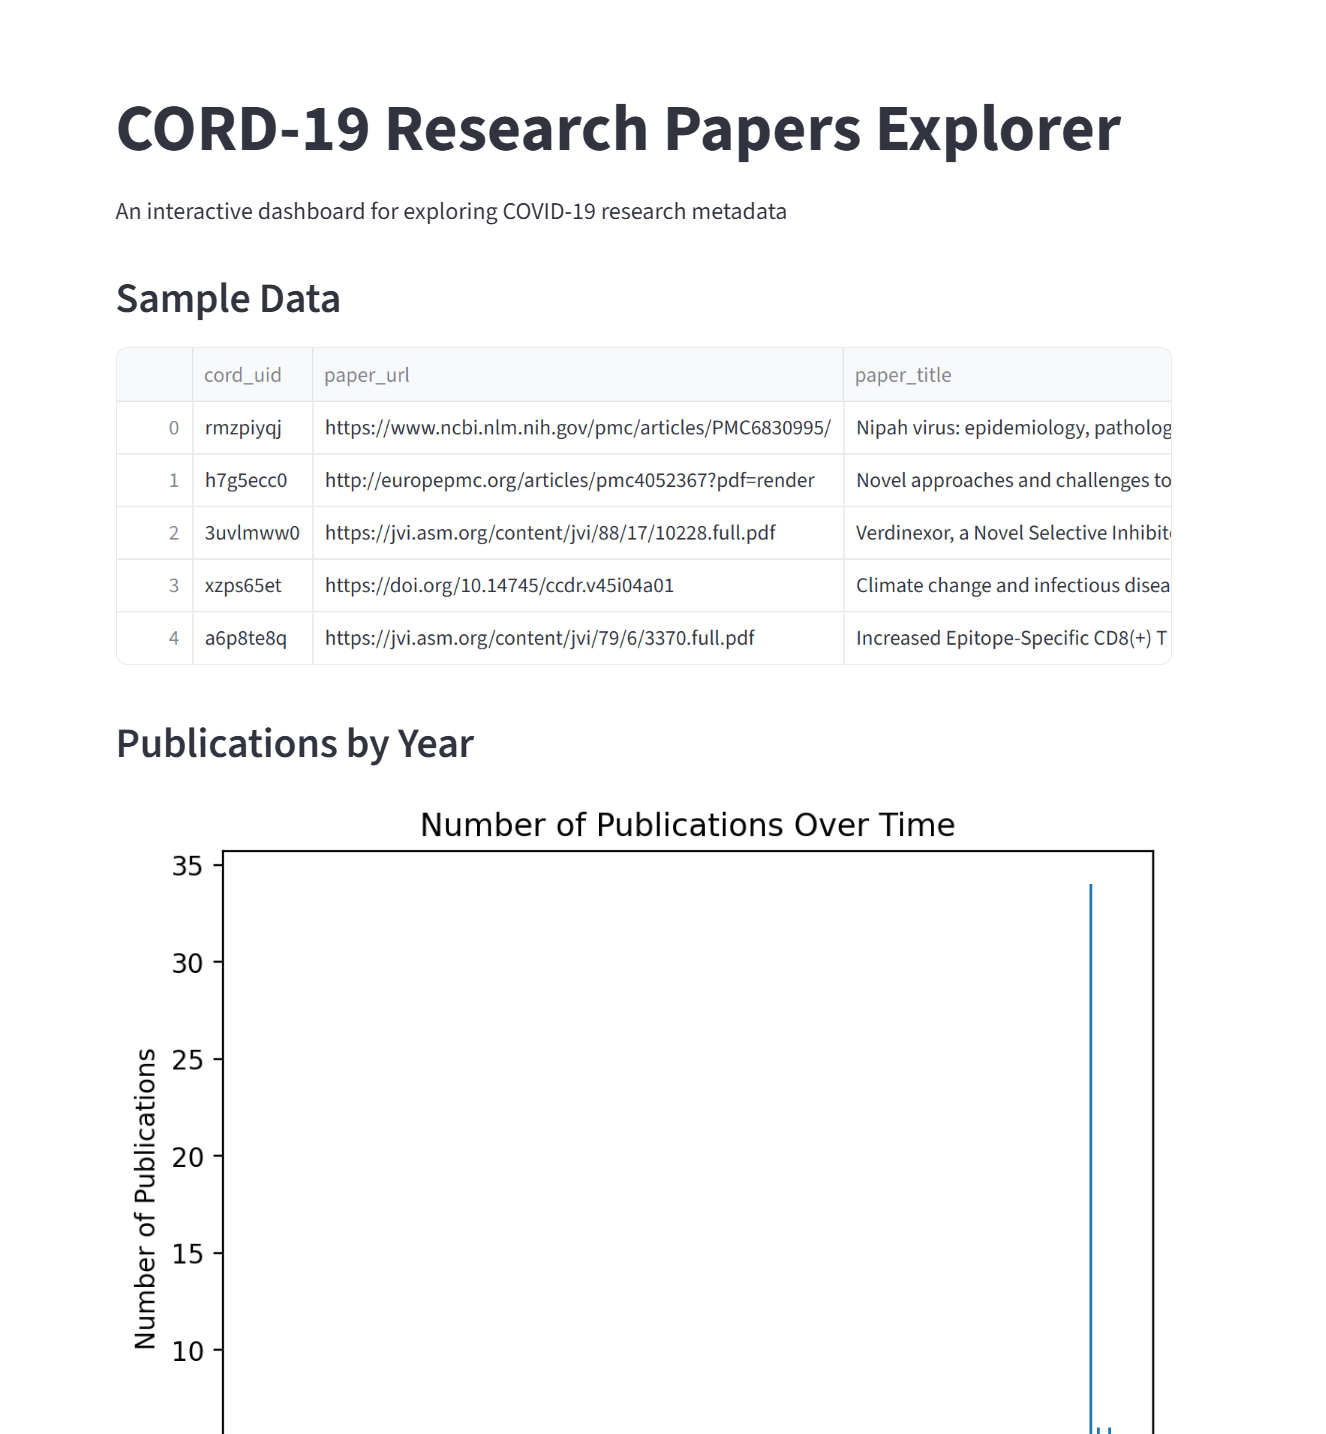 CORD-19 Research Papers Explorer
An interactive dashboard for exploring COVID-19 research metadata
Sample Data
cord_uid paper_url paper_title
0 rmzpiyqj https://www.ncbi.nlm.nih.gov/pmc/articles/PMC6830995/ Nipah virus: epidemiology, patholog
1 h7g5ecc0 http://europepmc.org/articles/pmc4052367?pdf=render Novel approaches and challenges to
2 3uvlmww0 https://jvi.asm.org/content/jvi/88/17/10228.full.pdf Verdinexor, a Novel Selective Inhibit
3 xzps65et https://doi.org/10.14745/ccdr.v45i04a01 Climate change and infectious disea
4 a6p8te8q https://jvi.asm.org/content/jvi/79/6/3370.full.pdf Increased Epitope-Specific CD8(+) T
Publications by Year
Number of Publications Over Time
35
30
25
20
15
10
Number of Publications